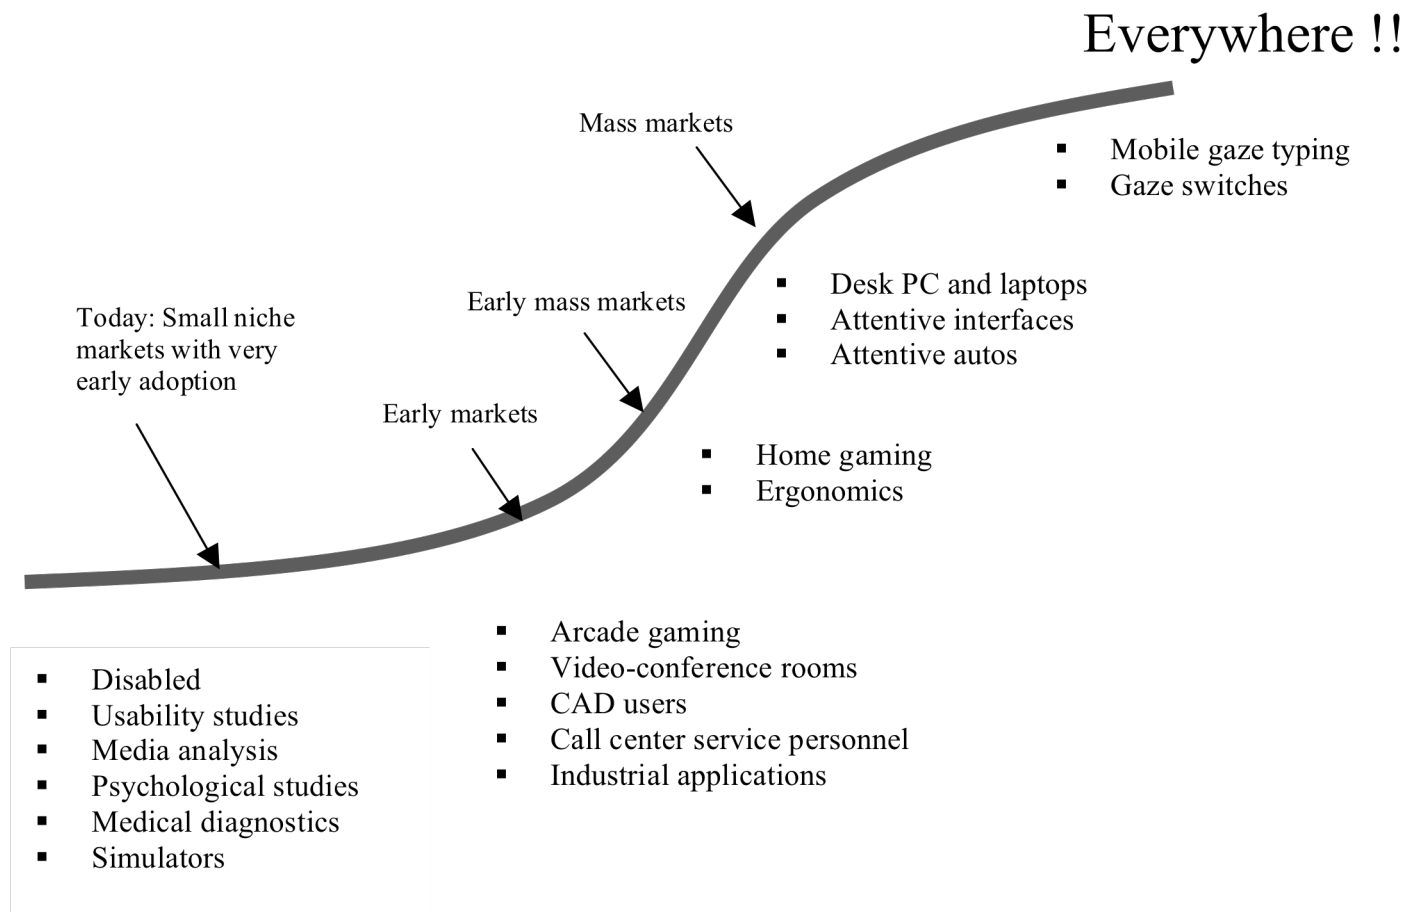 Everywhere !!
Mass markets
▪ Mobile gaze typing
▪ Gaze switches
Early mass markets
▪ Desk PC and laptops
▪ Attentive interfaces
▪ Attentive autos
Today: Small niche
markets with very
early adoption
Early markets
▪ Home gaming
▪ Ergonomics
▪ Arcade gaming
▪ Video-conference rooms
▪ CAD users
▪ Call center service personnel
▪ Industrial applications
▪ Disabled
▪ Usability studies
▪ Media analysis
▪ Psychological studies
▪ Medical diagnostics
▪ Simulators